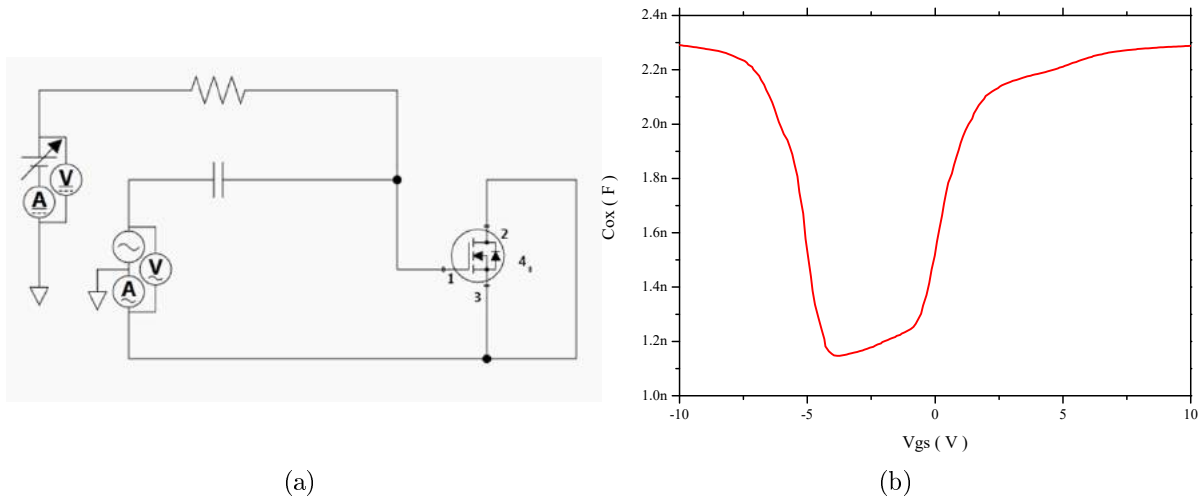 V
A
V
A
1
2
3
4
2.4n
2.2n
2.0n
1.8n
1.6n
1.4n
1.2n
1.0n
Cox ( F )
-10
-5
0
5
10
Vgs ( V )
(a)
(b)